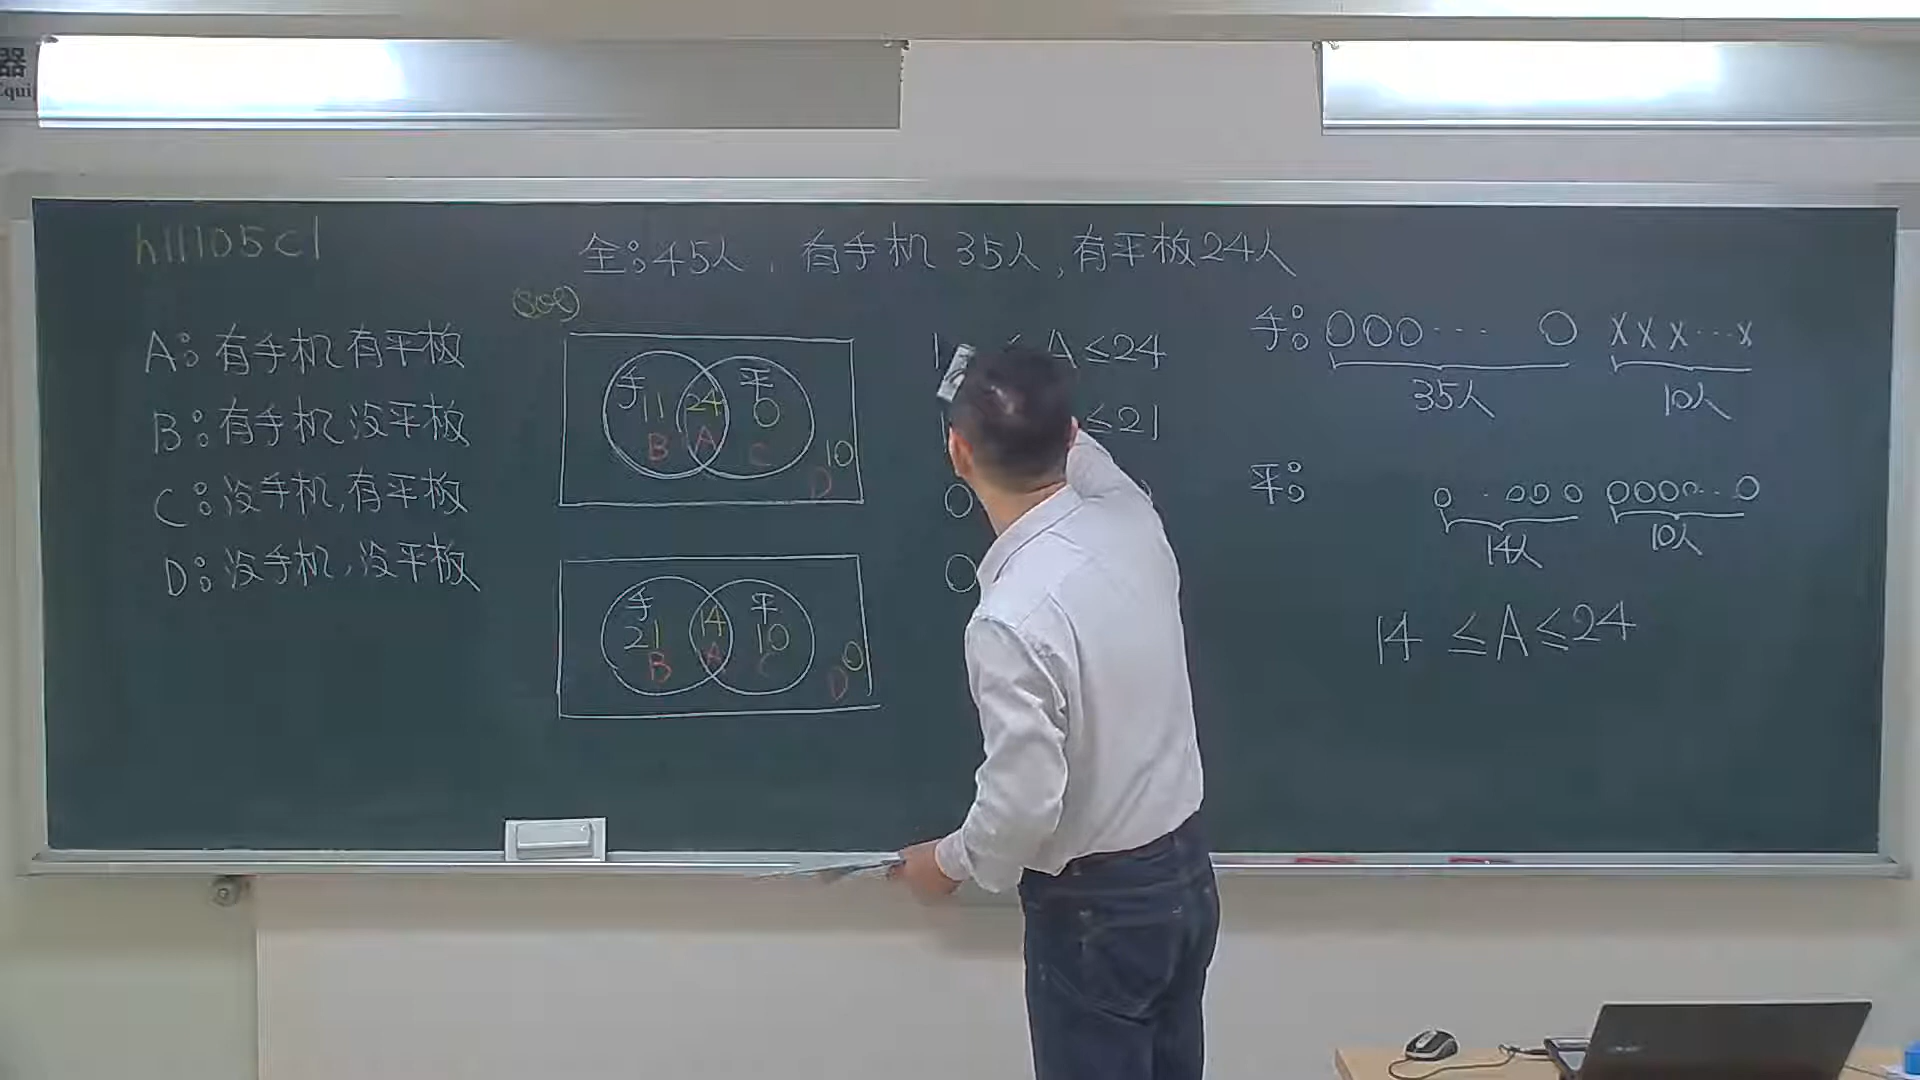 h11105c1
全:45人, 有手机 35人,有平板24人
(sol)
A:有手机有平板
B:有手机没平板
C:没手机,有平板
D:没手机,没平板
手 平
11 24 0
B A C
10
D
手 平
21 14 10
B A C
0
D
≤A≤24
≤21
0
0
手:000··· 0 xxx···x
35人 10人
平: 0··000 0000··0
14人 10人
14≤A≤24